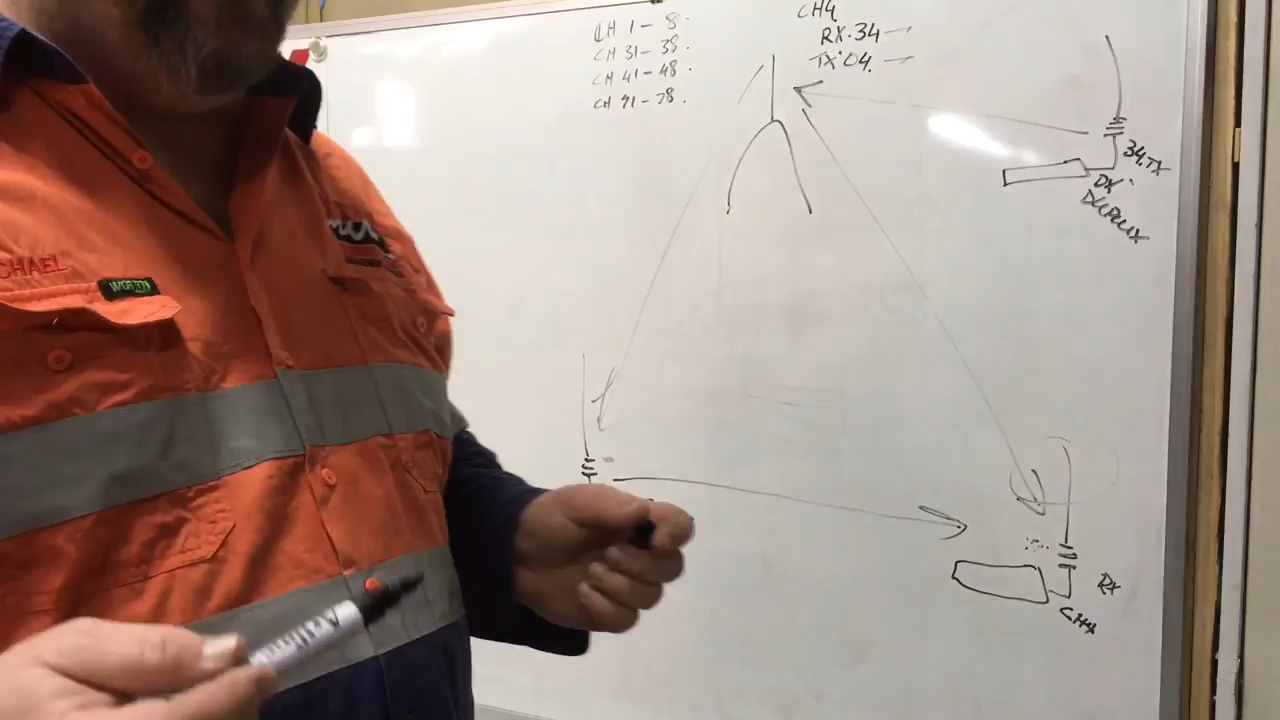 CH 1 - 8.
CH 31 - 38.
CH 41 - 48
CH 71 - 78.
CH4
RX.34 —
TX.04. —
34.TX
DX
DUPLEX
CHAEL
RX
CH4